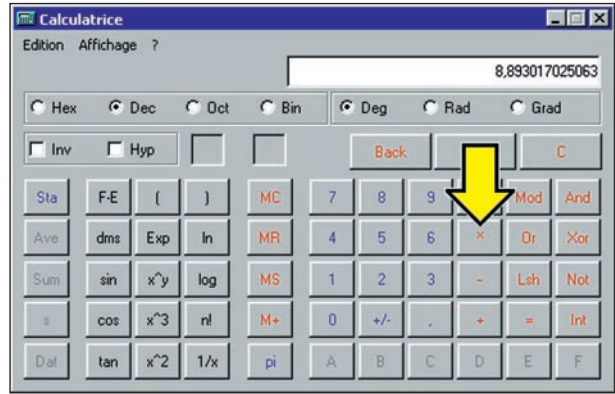 Calculatrice
Edition Affichage ?
8,893017025063
Hex Dec Oct Bin Deg Rad Grad
Inv Hyp Back C
Sta F-E ( ) MC 7 8 9 Mod And
Ave dms Exp ln MR 4 5 6 × Or Xor
Sum sin x^y log MS 1 2 3 - Lsh Not
s cos x^3 n! M+ 0 +/- , + = Int
Dat tan x^2 1/x pi A B C D E F